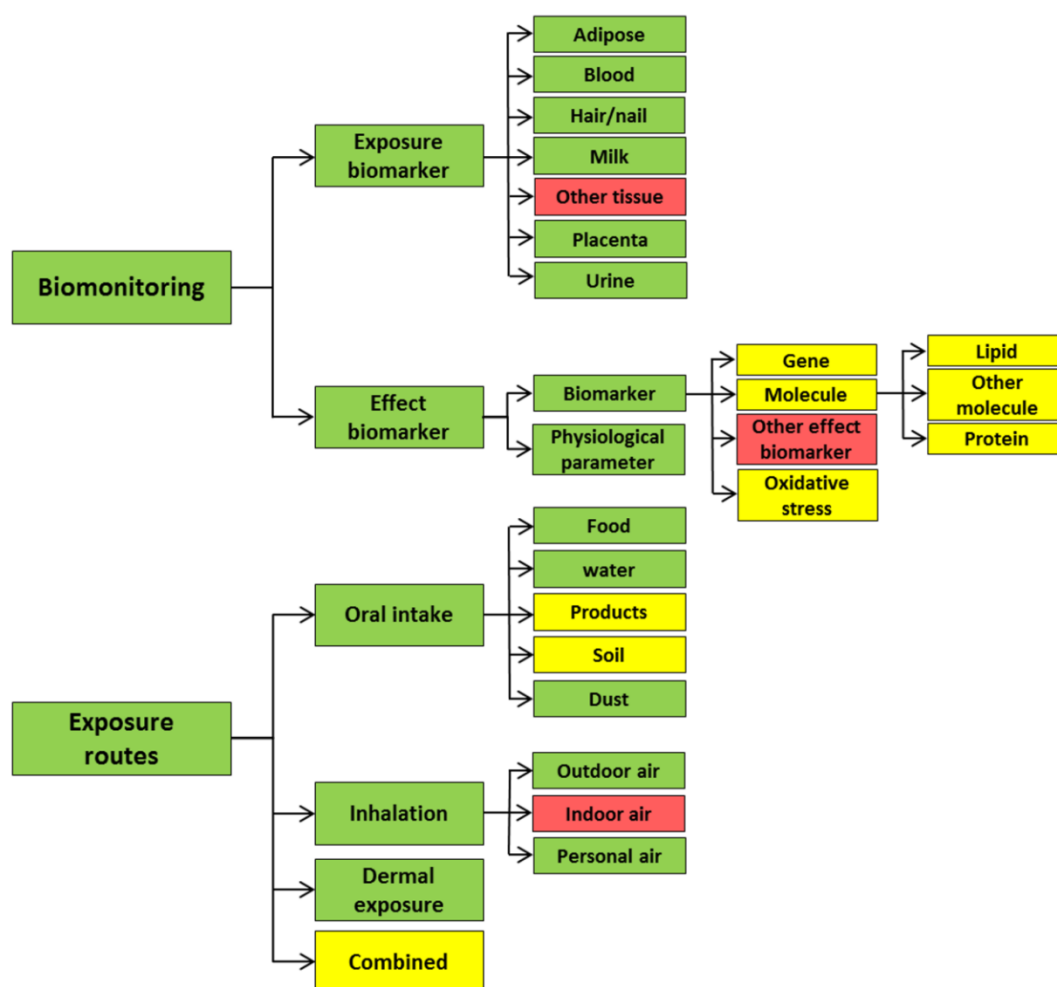 Adipose
Blood
Hair/nail
Exposure
biomarker
Milk
Other tissue
Placenta
Urine
Biomonitoring
Effect
biomarker
Biomarker
Physiological
parameter
Gene
Molecule
Other effect
biomarker
Oxidative
stress
Lipid
Other
molecule
Protein
Food
water
Oral intake
Products
Soil
Dust
Exposure
routes
Outdoor air
Inhalation
Indoor air
Personal air
Dermal
exposure
Combined